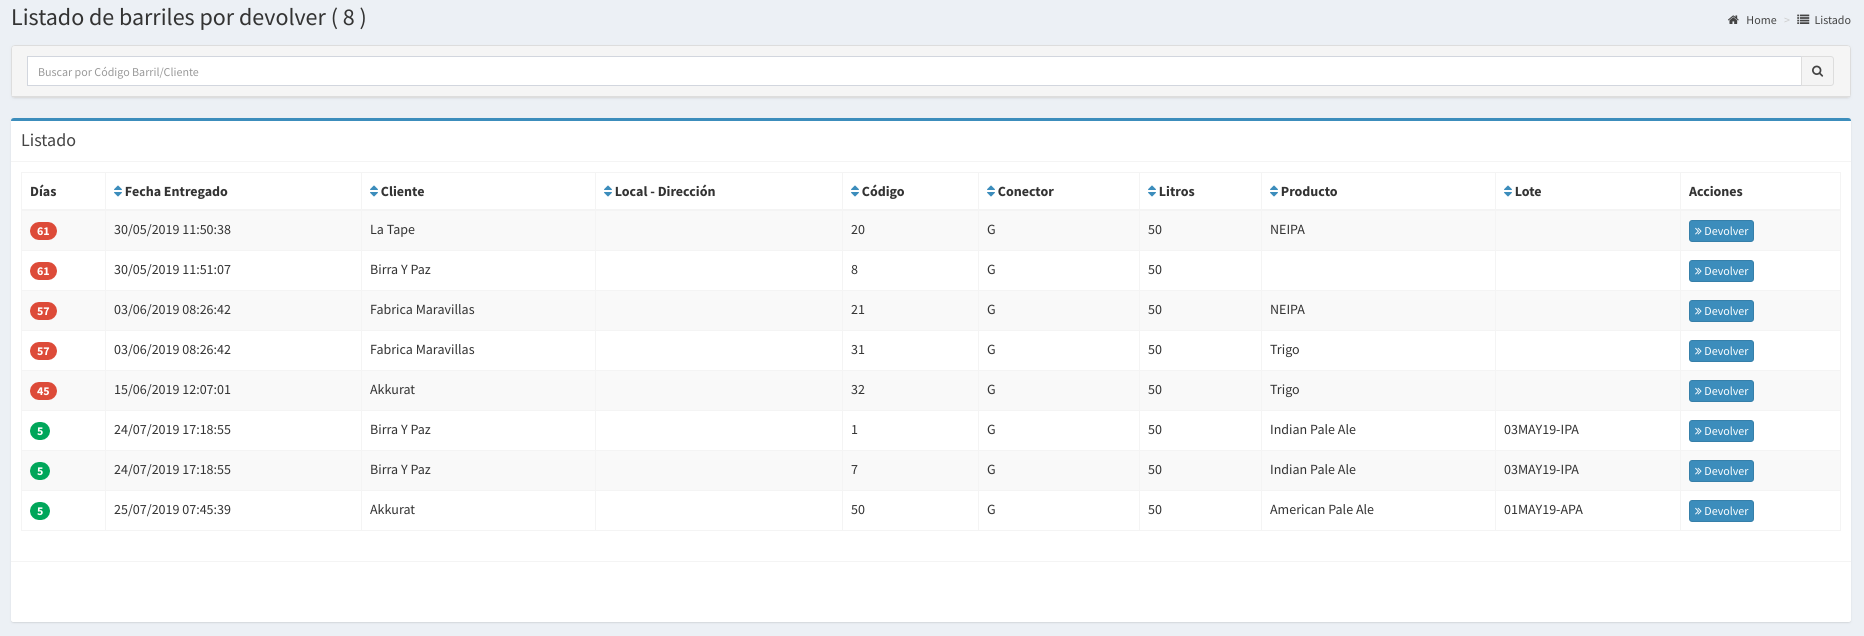 Listado de barriles por devolver ( 8 )
Home > Listado
Buscar por Código Barril/Cliente
Listado
Días Fecha Entregado Cliente Local - Dirección Código Conector Litros Producto Lote Acciones
61 30/05/2019 11:50:38 La Tape 20 G 50 NEIPA » Devolver
61 30/05/2019 11:51:07 Birra Y Paz 8 G 50 » Devolver
57 03/06/2019 08:26:42 Fabrica Maravillas 21 G 50 NEIPA » Devolver
57 03/06/2019 08:26:42 Fabrica Maravillas 31 G 50 Trigo » Devolver
45 15/06/2019 12:07:01 Akkurat 32 G 50 Trigo » Devolver
5 24/07/2019 17:18:55 Birra Y Paz 1 G 50 Indian Pale Ale 03MAY19-IPA » Devolver
5 24/07/2019 17:18:55 Birra Y Paz 7 G 50 Indian Pale Ale 03MAY19-IPA » Devolver
5 25/07/2019 07:45:39 Akkurat 50 G 50 American Pale Ale 01MAY19-APA » Devolver